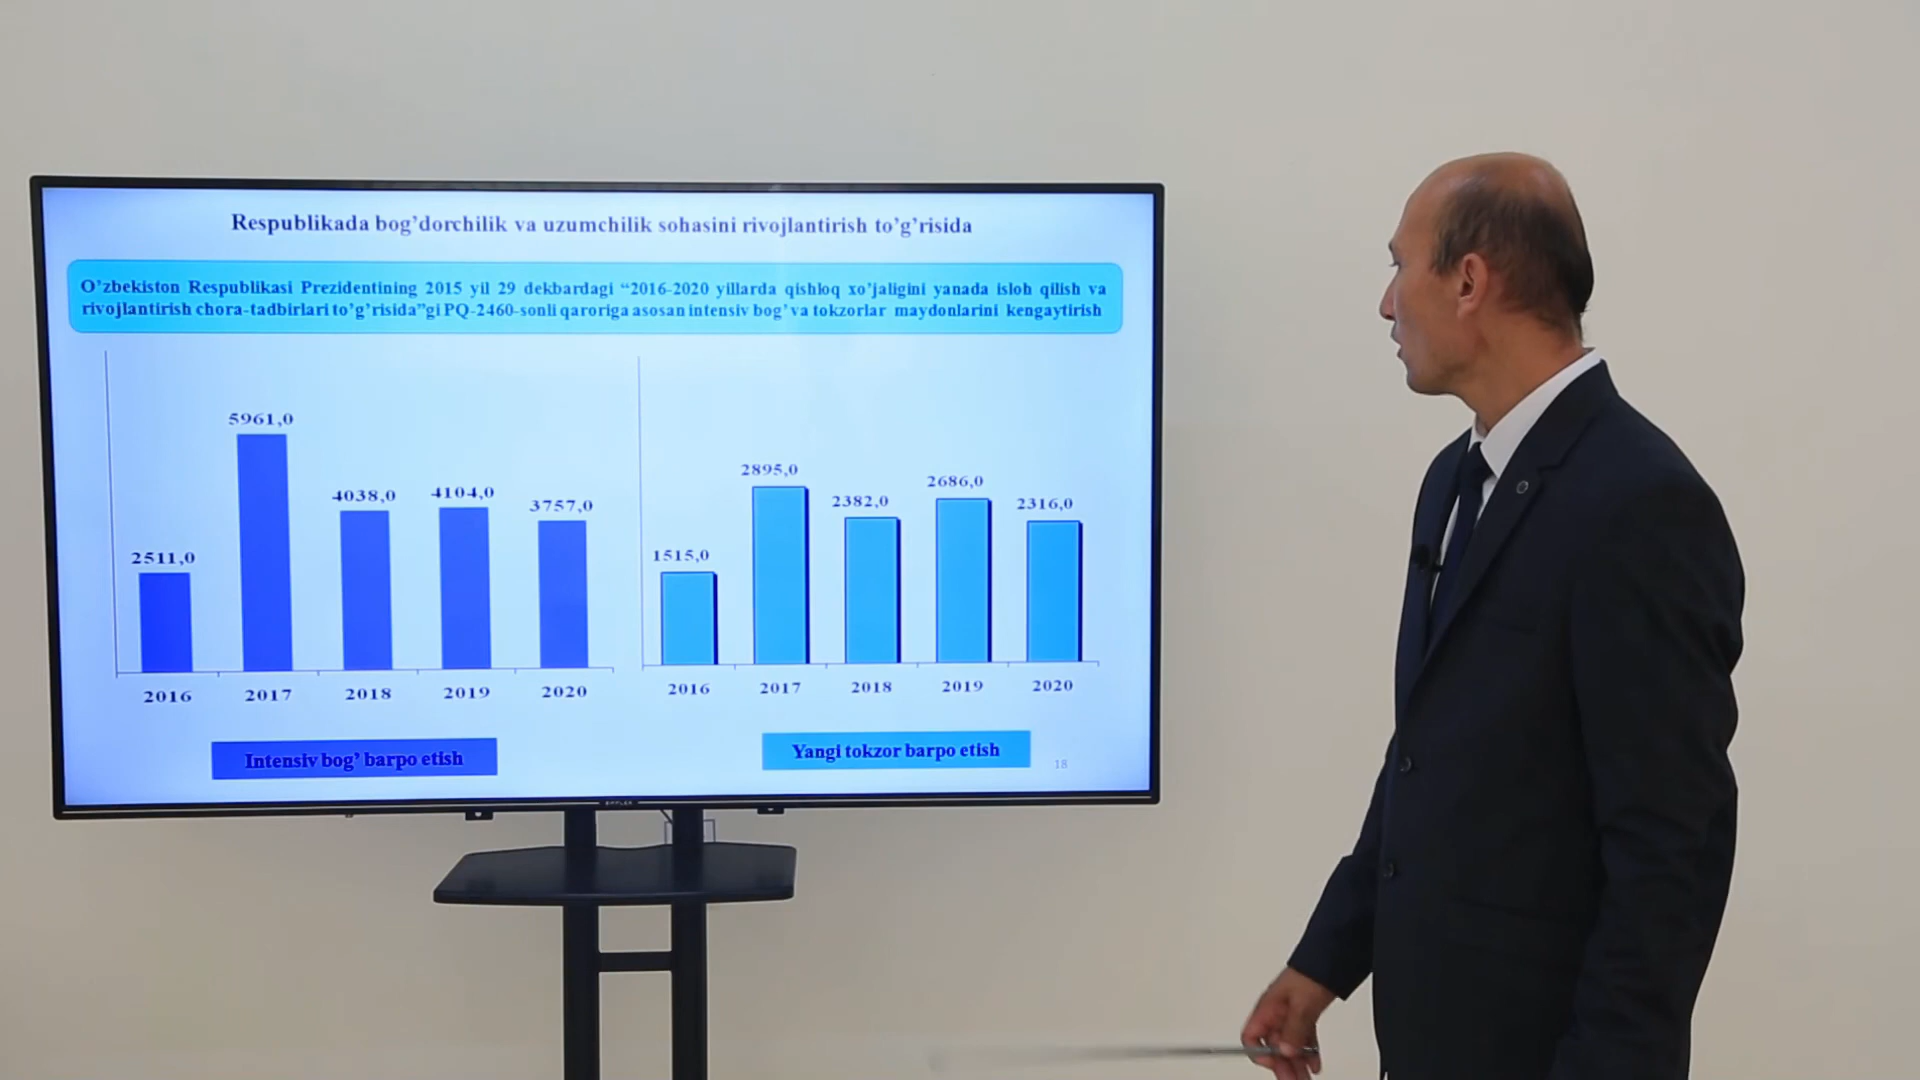 Respublikada bog’dorchilik va uzumchilik sohasini rivojlantirish to’g’risida
O’zbekiston Respublikasi Prezidentining 2015 yil 29 dekbardagi “2016-2020 yillarda qishloq xo’jaligini yanada isloh qilish va
rivojlantirish chora-tadbirlari to’g’risida”gi PQ-2460-sonli qaroriga asosan intensiv bog’ va tokzorlar maydonlarini kengaytirish
2511,0
5961,0
4038,0
4104,0
3757,0
2016 2017 2018 2019 2020
Intensiv bog’ barpo etish
1515,0
2895,0
2382,0
2686,0
2316,0
2016 2017 2018 2019 2020
Yangi tokzor barpo etish
18